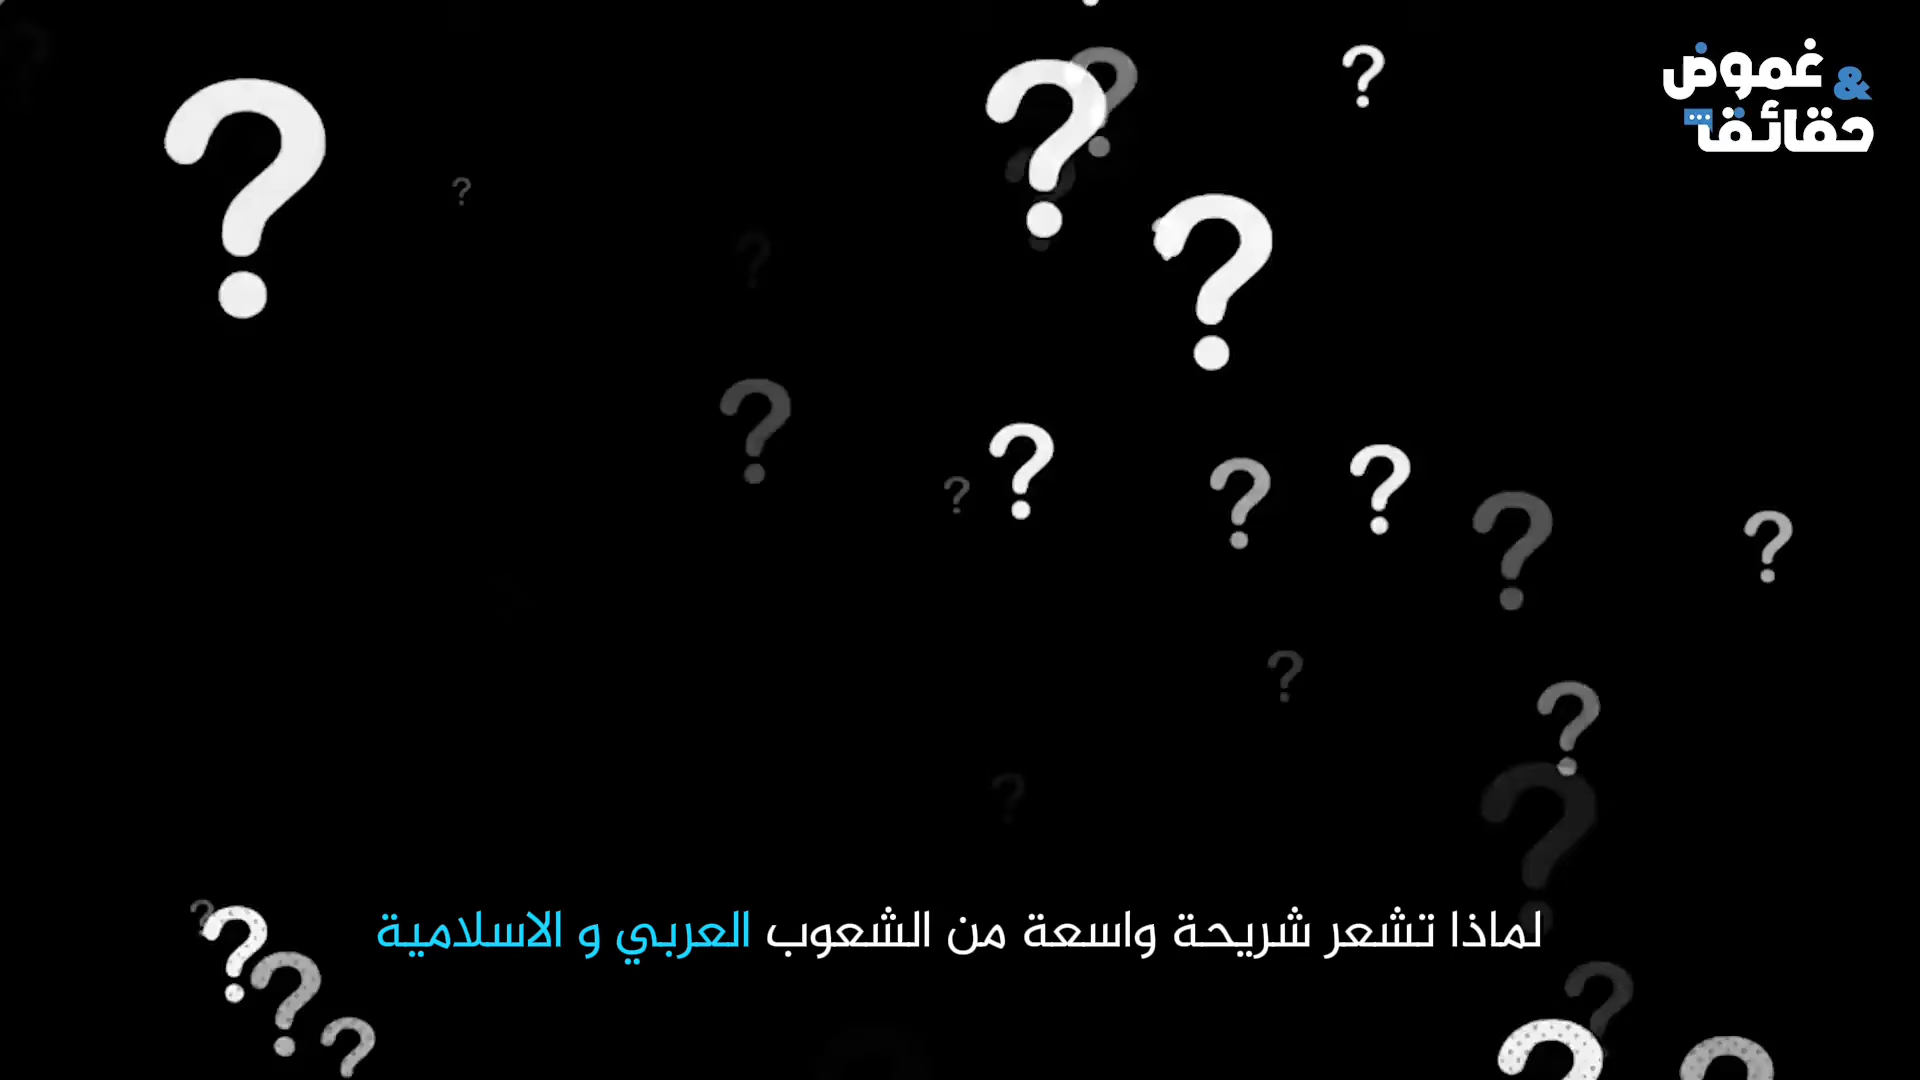 غموض &
حقائق
لماذا تشعر شريحة واسعة من الشعوب العربي و الاسلامية